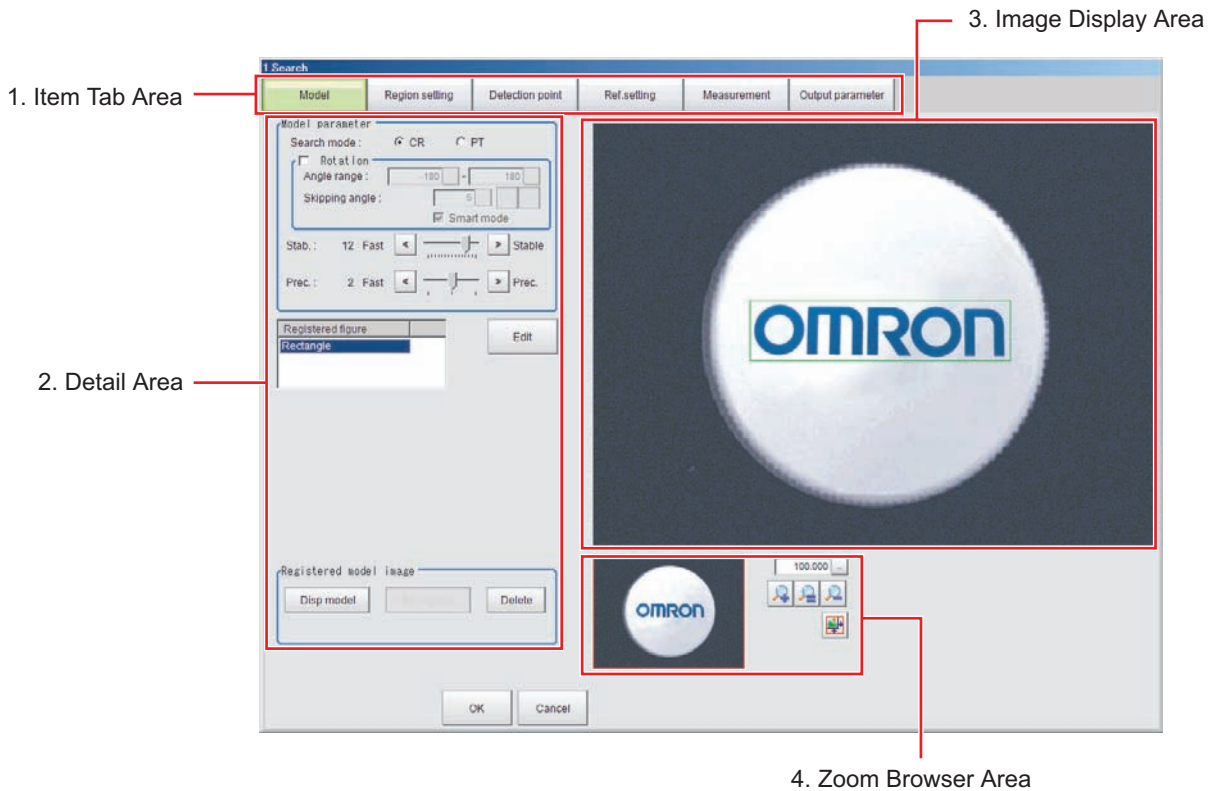 3. Image Display Area
1 Search
1. Item Tab Area
Model Region setting Detection point Ref.setting Measurement Output parameter
Model parameter
Search mode : CR PT
Rotation
Angle range : -180 - 180
Skipping angle : 5
Smart mode
Stab. : 12 Fast < > Stable
Prec. : 2 Fast < > Prec.
OMRON
Registered figure
Edit
Rectangle
2. Detail Area
Registered model image
Disp model
Delete
100.000 ..
OMRON
OK Cancel
4. Zoom Browser Area